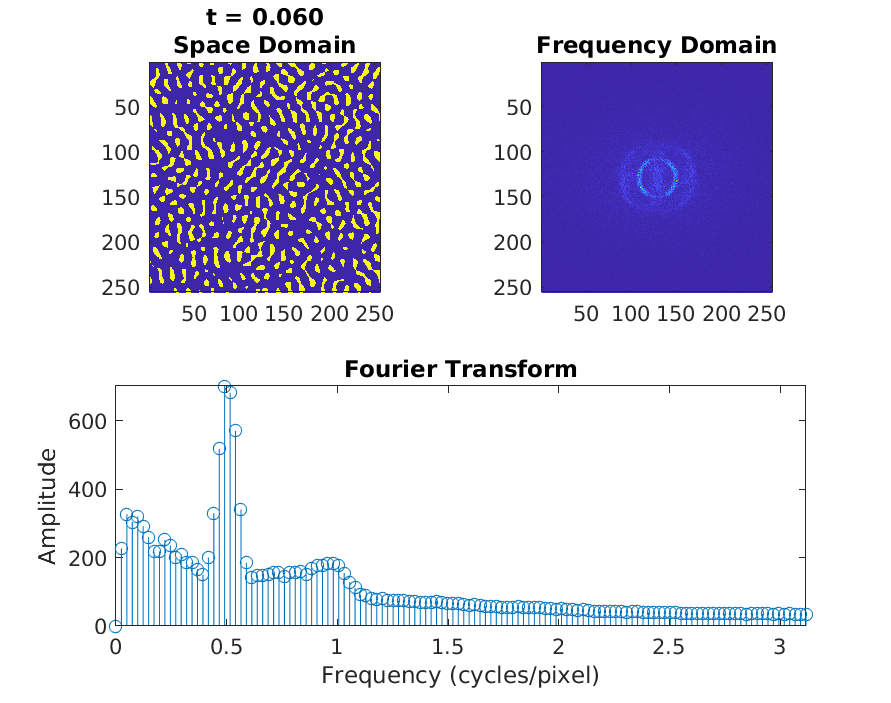 t = 0.060
Space Domain
Frequency Domain
50
100
150
200
250
50 100 150 200 250
50
100
150
200
250
50 100 150 200 250
Fourier Transform
Amplitude
600
400
200
0
0 0.5 1 1.5 2 2.5 3
Frequency (cycles/pixel)